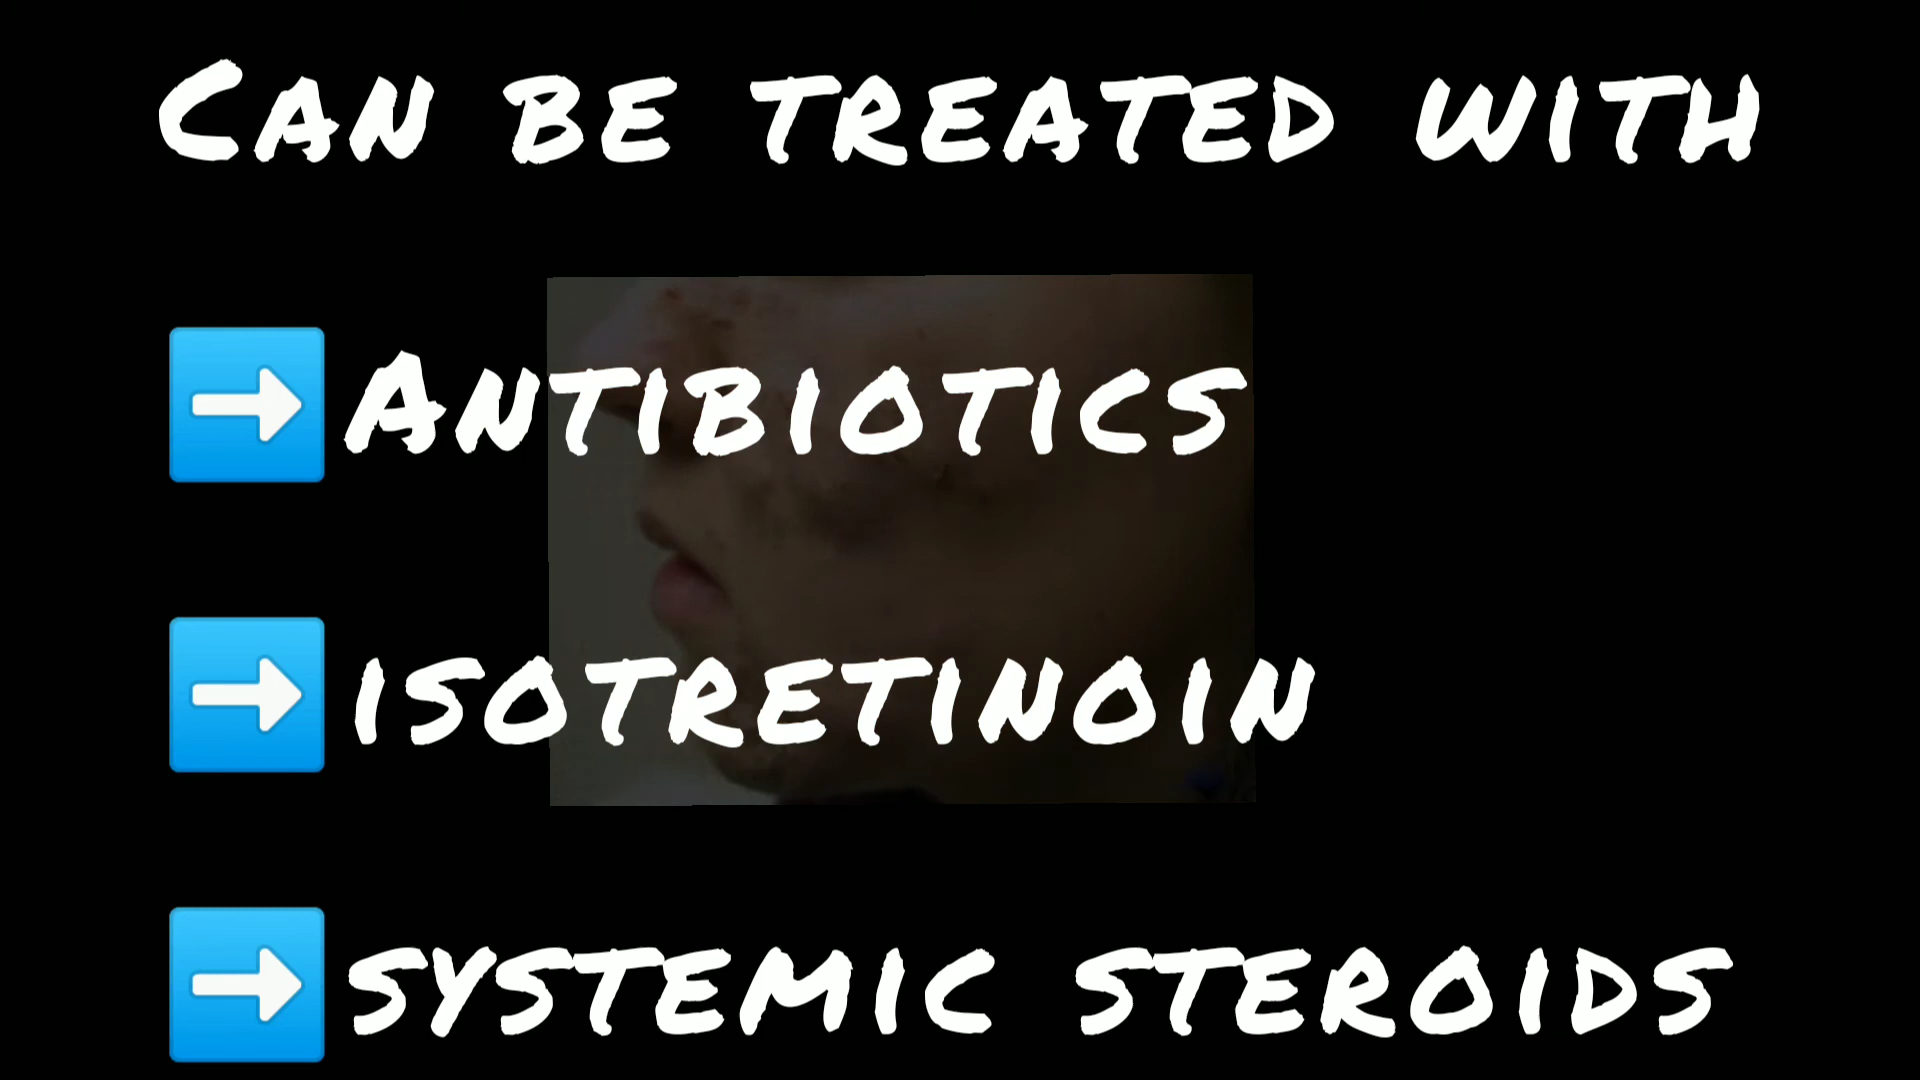 Can be treated with
➡️Antibiotics
➡️isotretinoin
➡️systemic steroids